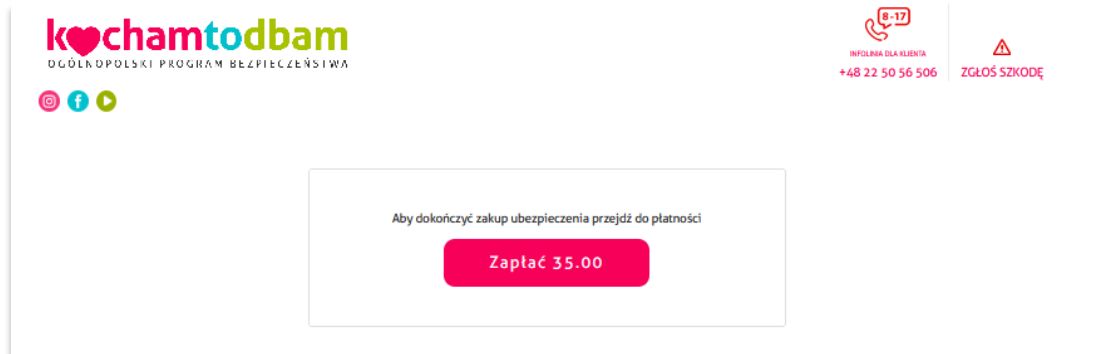 kochamtodbam
OGÓLNOPOLSKI PROGRAM BEZPIECZEŃSTWA
8-17
INFOLINIA DLA KLIENTA
+48 22 50 56 506
ZGŁOŚ SZKODĘ
Aby dokończyć zakup ubezpieczenia przejdź do płatności
Zapłać 35.00